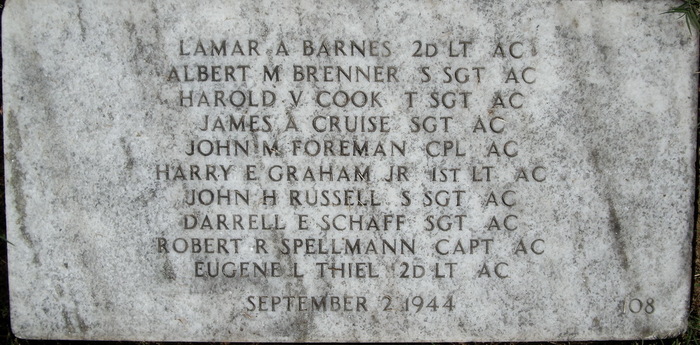 LAMAR A BARNES 2D LT AC
ALBERT M BRENNER S SGT AC
HAROLD V COOK T SGT AC
JAMES A CRUISE SGT AC
JOHN M FOREMAN CPL AC
HARRY E GRAHAM JR 1ST LT AC
JOHN H RUSSELL S SGT AC
DARRELL E SCHAFF SGT AC
ROBERT R SPELLMANN CAPT AC
EUGENE L THIEL 2D LT AC
SEPTEMBER 2 1944
108